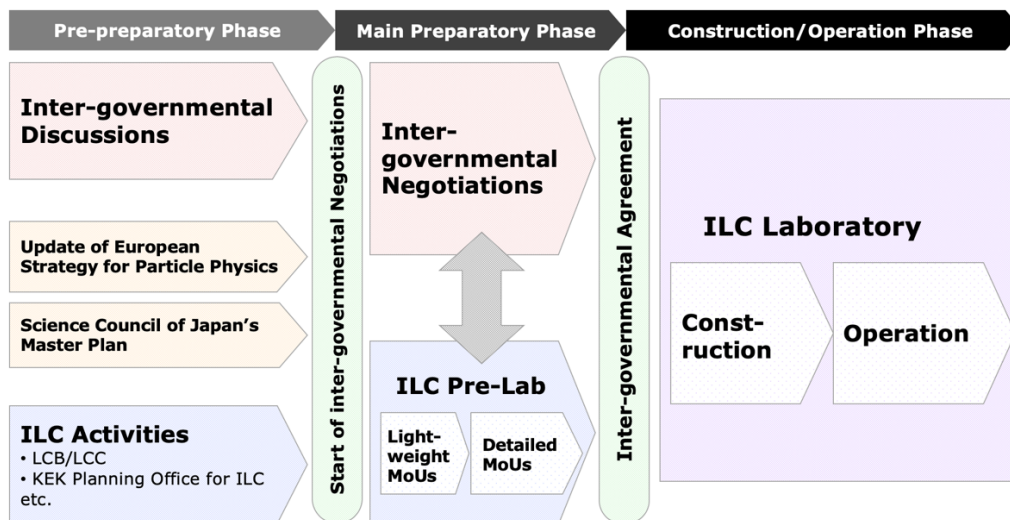 Pre-preparatory Phase
Main Preparatory Phase
Construction/Operation Phase
Inter-governmental
Discussions
Update of European
Strategy for Particle Physics
Science Council of Japan’s
Master Plan
ILC Activities
• LCB/LCC
• KEK Planning Office for ILC
etc.
Start of inter-governmental Negotiations
Inter-
governmental
Negotiations
ILC Pre-Lab
Light-
weight
MoUs
Detailed
MoUs
Inter-governmental Agreement
ILC Laboratory
Const-
ruction
Operation